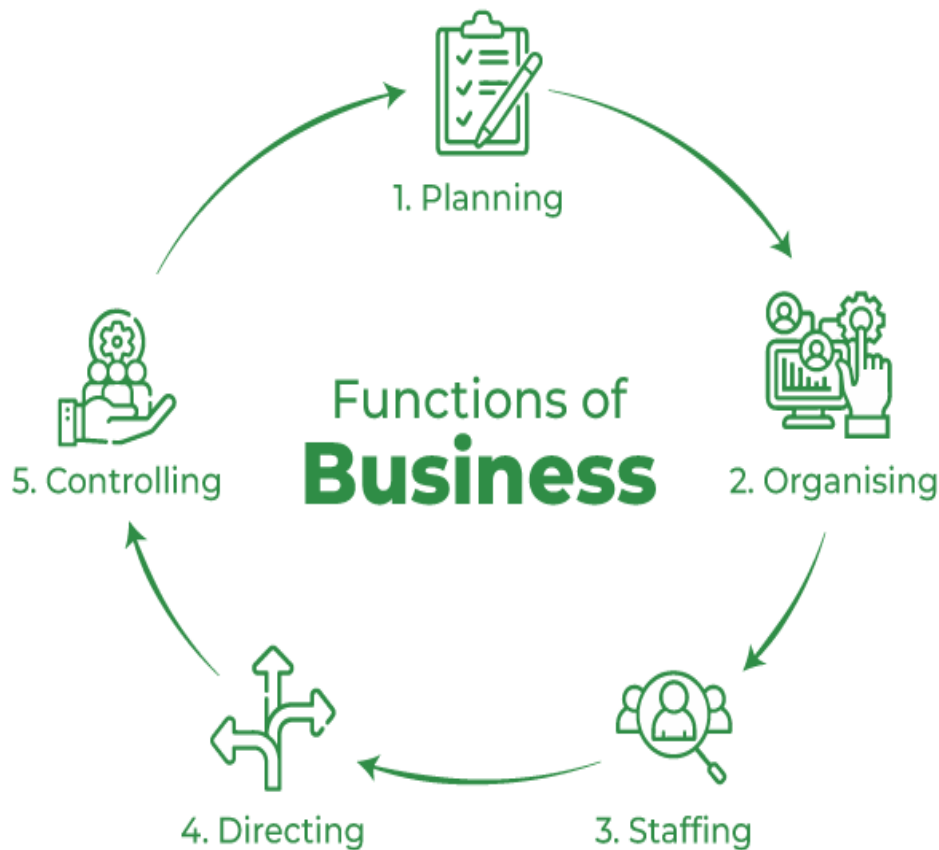 1. Planning
2. Organising
3. Staffing
4. Directing
5. Controlling
Functions of
Business